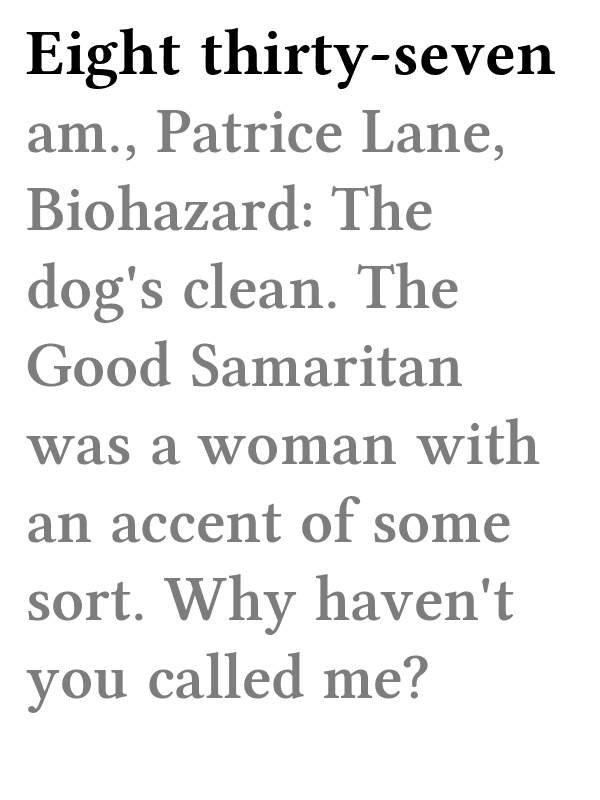 Eight thirty-seven
am., Patrice Lane,
Biohazard: The
dog's clean. The
Good Samaritan
was a woman with
an accent of some
sort. Why haven't
you called me?